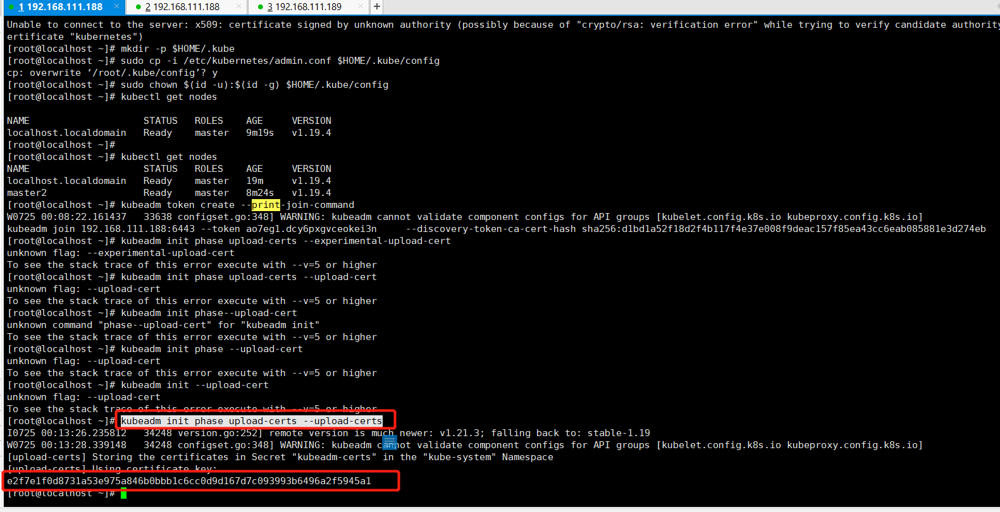 1 192.168.111.188 × 2 192.168.111.188 × 3 192.168.111.189 × +
Unable to connect to the server: x509: certificate signed by unknown authority (possibly because of "crypto/rsa: verification error" while trying to verify candidate authority
ertificate "kubernetes")
[root@localhost ~]# mkdir -p $HOME/.kube
[root@localhost ~]# sudo cp -i /etc/kubernetes/admin.conf $HOME/.kube/config
cp: overwrite ‘/root/.kube/config’? y
[root@localhost ~]# sudo chown $(id -u):$(id -g) $HOME/.kube/config
[root@localhost ~]# kubectl get nodes
NAME STATUS ROLES AGE VERSION
localhost.localdomain Ready master 9m19s v1.19.4
[root@localhost ~]#
[root@localhost ~]# kubectl get nodes
NAME STATUS ROLES AGE VERSION
localhost.localdomain Ready master 19m v1.19.4
master2 Ready master 8m24s v1.19.4
[root@localhost ~]# kubeadm token create --print-join-command
W0725 00:08:22.161437 33638 configset.go:348] WARNING: kubeadm cannot validate component configs for API groups [kubelet.config.k8s.io kubeproxy.config.k8s.io]
kubeadm join 192.168.111.188:6443 --token ao7eg1.dcy6pxgvceokei3n --discovery-token-ca-cert-hash sha256:d1bd1a52f18d2f4b117f4e37e008f9deac157f85ea43cc6eab085881e3d274eb
[root@localhost ~]# kubeadm init phase upload-certs --experimental-upload-cert
unknown flag: --experimental-upload-cert
To see the stack trace of this error execute with --v=5 or higher
[root@localhost ~]# kubeadm init phase upload-certs --upload-cert
unknown flag: --upload-cert
To see the stack trace of this error execute with --v=5 or higher
[root@localhost ~]# kubeadm init phase--upload-cert
unknown command "phase--upload-cert" for "kubeadm init"
To see the stack trace of this error execute with --v=5 or higher
[root@localhost ~]# kubeadm init phase --upload-cert
unknown flag: --upload-cert
To see the stack trace of this error execute with --v=5 or higher
[root@localhost ~]# kubeadm init --upload-cert
unknown flag: --upload-cert
To see the stack trace of this error execute with --v=5 or higher
[root@localhost ~]# kubeadm init phase upload-certs --upload-certs
I0725 00:13:26.235812 34248 version.go:252] remote version is much newer: v1.21.3; falling back to: stable-1.19
W0725 00:13:28.339148 34248 configset.go:348] WARNING: kubeadm cannot validate component configs for API groups [kubelet.config.k8s.io kubeproxy.config.k8s.io]
[upload-certs] Storing the certificates in Secret "kubeadm-certs" in the "kube-system" Namespace
[upload-certs] Using certificate key:
e2f7e1f0d8731a53e975a846b0bbb1c6cc0d9d167d7c093993b6496a2f5945a1
[root@localhost ~]#